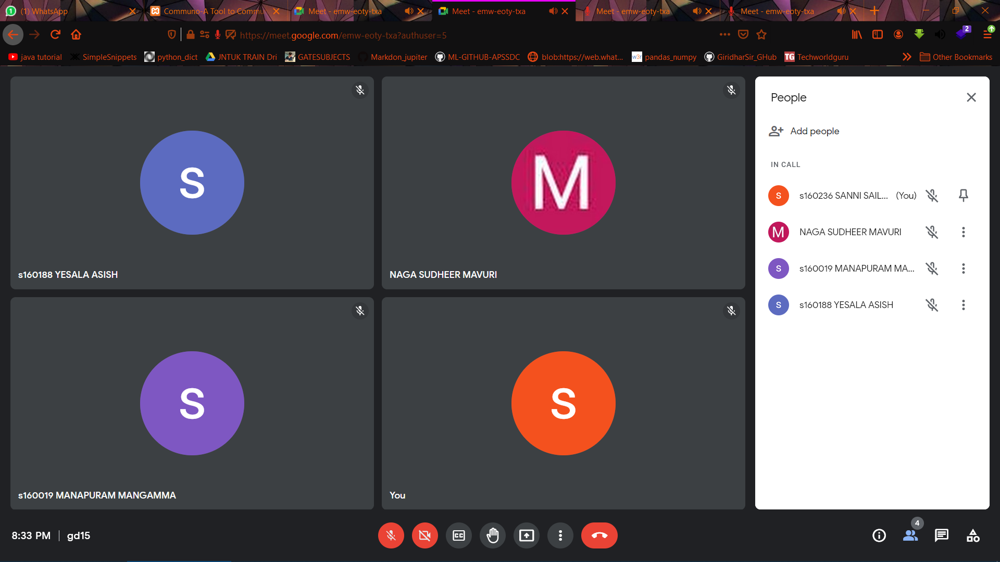 (1) WhatsApp
Communo-A Tool to Commu
Meet - emw-eoty-txa
Meet - emw-eoty-txa
Meet - emw-eoty-txa
Meet - emw-eoty-txa
https://meet.google.com/emw-eoty-txa?authuser=5
2
java tutorial
SimpleSnippets
python_dict
JNTUK TRAIN Dri
GATESUBJECTS
Markdon_jupiter
ML-GITHUB-APSSDC
blob:https://web.what...
w3r
pandas_numpy
GiridharSir_GHub
TG
Techworldguru
Other Bookmarks
S
s160188 YESALA ASISH
M
NAGA SUDHEER MAVURI
S
s160019 MANAPURAM MANGAMMA
S
You
People
Add people
IN CALL
S
s160236 SANNI SAIL... (You)
M
NAGA SUDHEER MAVURI
S
s160019 MANAPURAM MA...
S
s160188 YESALA ASISH
8:33 PM | gd15
CC
4